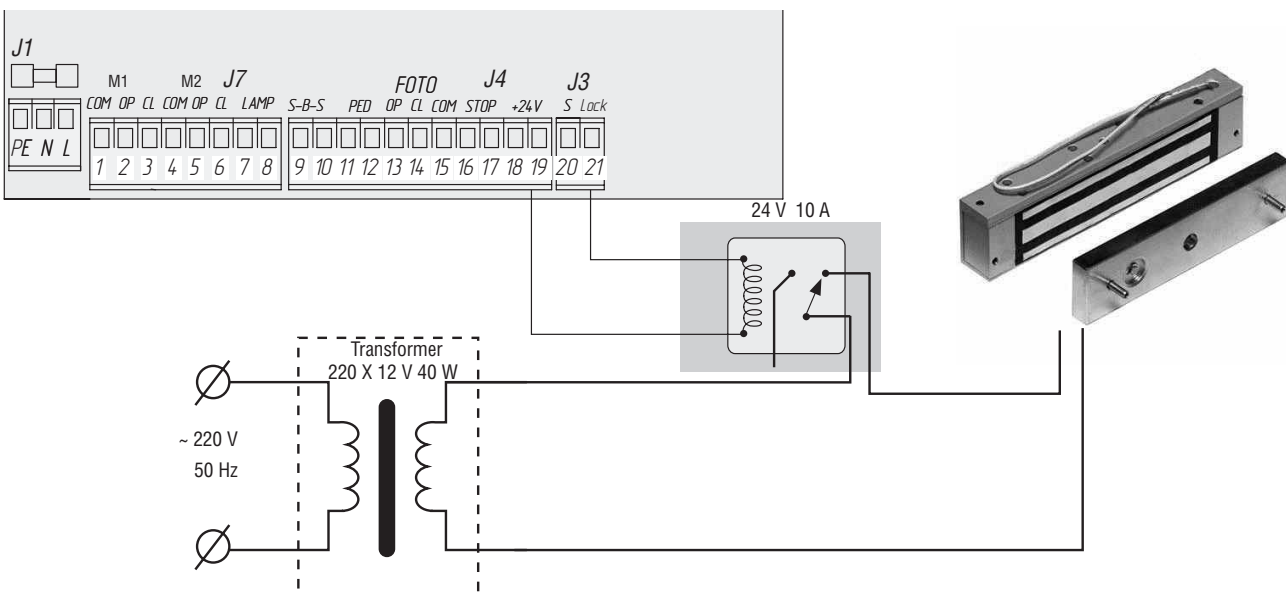 J1
M1 M2 J7 FOTO J4 J3
COM OP CL COM OP CL LAMP S-B-S PED OP CL COM STOP +24V S Lock
PE N L
1 2 3 4 5 6 7 8 9 10 11 12 13 14 15 16 17 18 19 20 21
24 V 10 A
Transformer
220 X 12 V 40 W
~ 220 V
50 Hz